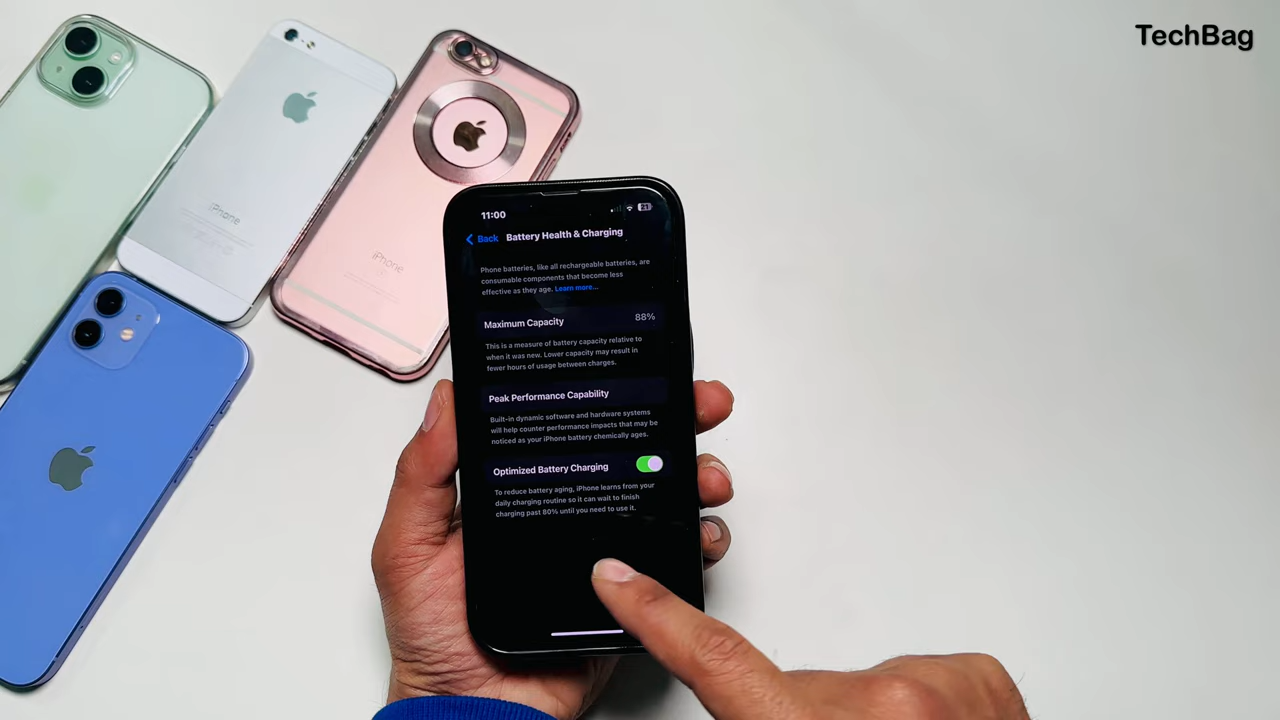 TechBag
iPhone
iPhone
11:00
21
Back Battery Health & Charging
Phone batteries, like all rechargeable batteries, are
consumable components that become less
effective as they age. Learn more...
Maximum Capacity 88%
This is a measure of battery capacity relative to
when it was new. Lower capacity may result in
fewer hours of usage between charges.
Peak Performance Capability
Built-in dynamic software and hardware systems
will help counter performance impacts that may be
noticed as your iPhone battery chemically ages.
Optimized Battery Charging
To reduce battery aging, iPhone learns from your
daily charging routine so it can wait to finish
charging past 80% until you need to use it.